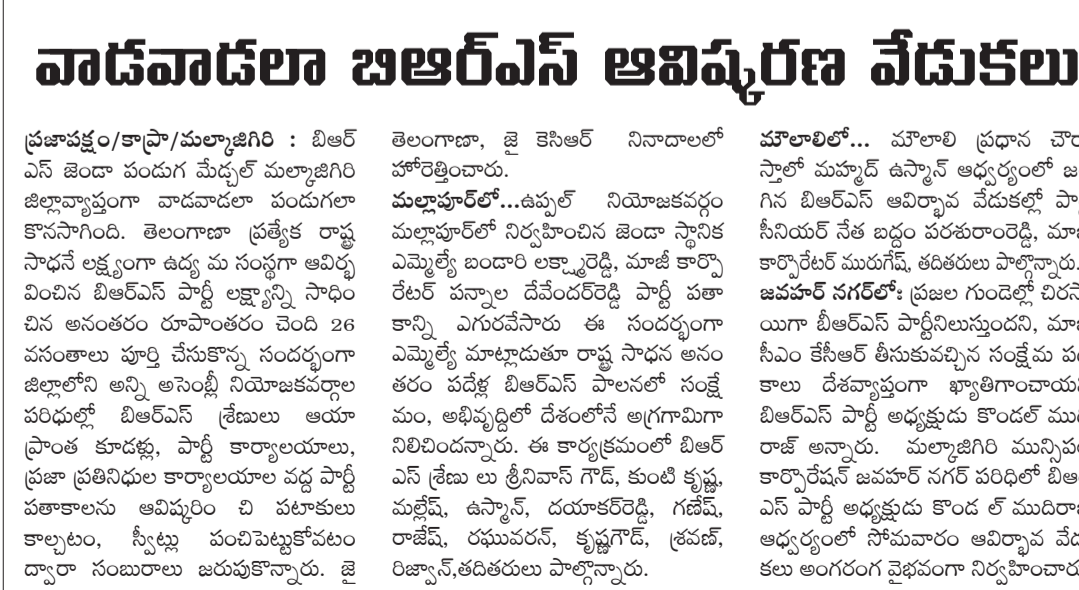 వాడవాడలా బిఆర్ఎస్ ఆవిష్కరణ వేడుకలు
ప్రజాపక్షం/కాప్రా/మల్కాజిగిరి : బిఆర్
ఎస్ జెండా పండుగ మేడ్చల్ మల్కాజిగిరి
జిల్లావ్యాప్తంగా వాడవాడలా పండుగలా
కొనసాగింది. తెలంగాణా ప్రత్యేక రాష్ట్ర
సాధనే లక్ష్యంగా ఉద్య మ సంస్థగా ఆవిర్భ
వించిన బిఆర్ఎస్ పార్టీ లక్ష్యాన్ని సాధిం
చిన అనంతరం రూపాంతరం చెంది 26
వసంతాలు పూర్తి చేసుకొన్న సందర్భంగా
జిల్లాలోని అన్ని అసెంబ్లీ నియోజకవర్గాల
పరిధుల్లో బిఆర్ఎస్ శ్రేణులు ఆయా
ప్రాంత కూడళ్లు, పార్టీ కార్యాలయాలు,
ప్రజా ప్రతినిధుల కార్యాలయాల వద్ద పార్టీ
పతాకాలను ఆవిష్కరిం చి పటాకులు
కాల్చటం, స్వీట్లు పంచిపెట్టుకోవటం
ద్వారా సంబురాలు జరుపుకొన్నారు. జై
తెలంగాణా, జై కెసిఆర్ నినాదాలలో
హోరెత్తించారు.
మల్లాపూర్‌లో...ఉప్పల్ నియోజకవర్గం
మల్లాపూర్‌లో నిర్వహించిన జెండా స్థానిక
ఎమ్మెల్యే బండారి లక్ష్మారెడ్డి, మాజీ కార్పొ
రేటర్ పన్నాల దేవేందర్‌రెడ్డి పార్టీ పతా
కాన్ని ఎగురవేసారు ఈ సందర్భంగా
ఎమ్మెల్యే మాట్లాడుతూ రాష్ట్ర సాధన అనం
తరం పదేళ్ల బిఆర్ఎస్ పాలనలో సంక్షే
మం, అభివృద్దిలో దేశంలోనే అగ్రగామిగా
నిలిచిందన్నారు. ఈ కార్యక్రమంలో బిఆర్
ఎస్ శ్రేణు లు శ్రీనివాస్ గౌడ్, కుంటి కృష్ణ,
మల్లేష్, ఉస్మాన్, దయాకర్‌రెడ్డి, గణేష్,
రాజేష్, రఘువరన్, కృష్ణగౌడ్, శ్రవణ్,
రిజ్వాన్,తదితరులు పాల్గొన్నారు.
మౌలాలిలో... మౌలాలి ప్రధాన
స్తాలో మహ్మద్ ఉస్మాన్ ఆధ్వర్యంలో
గిన బిఆర్ఎస్ ఆవిర్భావ వేడుకల్లో
సీనియర్ నేత బద్దం పరశురాంరెడ్డి,
కార్పొరేటర్ మురుగేష్, తదితరులు పాల్గొన్నారు.
జవహర్ నగర్‌లో: ప్రజల గుండెల్లో
యిగా బీఆర్ఎస్ పార్టీనిలుస్తుందని,
సీఎం కేసీఆర్ తీసుకువచ్చిన సంక్షేమ
కాలు దేశవ్యాప్తంగా
బిఆర్ఎస్ పార్టీ అధ్యక్షుడు కొండల్
రాజ్ అన్నారు. మల్కాజిగిరి
కార్పొరేషన్ జవహర్ నగర్ పరిధిలో
ఎస్ పార్టీ అధ్యక్షుడు కొండ ల్
ఆధ్వర్యంలో సోమవారం ఆవిర్భావ
కలు అంగరంగ వైభవంగా నిర్వహించారు